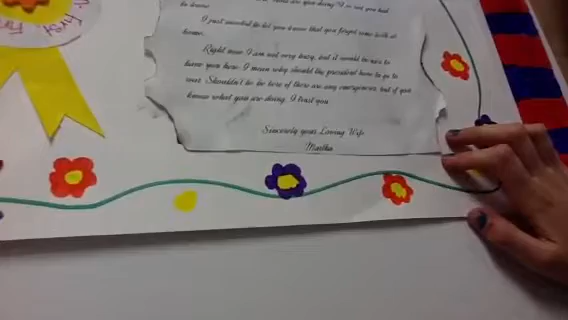 to know
I just wanted to let you know that you forgot some milk at
home.
Right now I am not very busy, but it would be nice to
have you here. I mean why should the president have to go to
war. Shouldn't he be here if there are any emergencies, but if you
know what you are doing, I trust you
Sincerely your Loving Wife
Martha